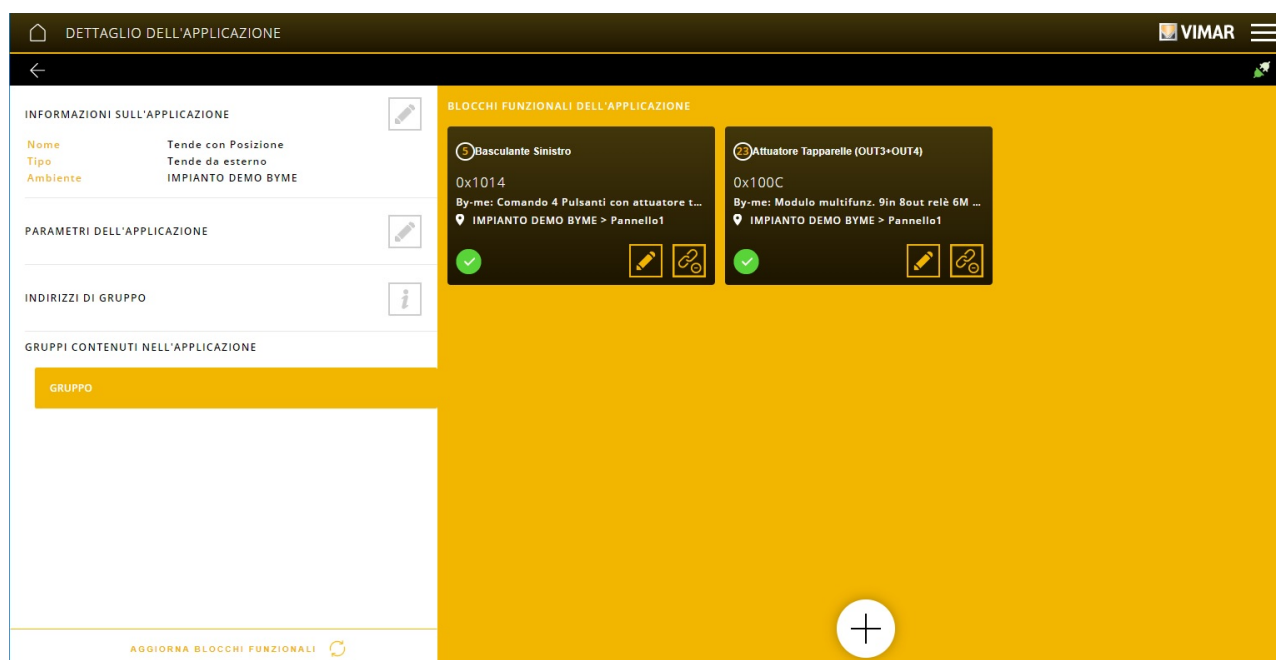 DETTAGLIO DELL'APPLICAZIONE
VIMAR
INFORMAZIONI SULL'APPLICAZIONE
Nome Tende con Posizione
Tipo Tende da esterno
Ambiente IMPIANTO DEMO BYME
PARAMETRI DELL'APPLICAZIONE
INDIRIZZI DI GRUPPO
i
GRUPPI CONTENUTI NELL'APPLICAZIONE
GRUPPO
AGGIORNA BLOCCHI FUNZIONALI
BLOCCHI FUNZIONALI DELL'APPLICAZIONE
5 Basculante Sinistro
0x1014
By-me: Comando 4 Pulsanti con attuatore t...
IMPIANTO DEMO BYME > Pannello1
23 Attuatore Tapparelle (OUT3+OUT4)
0x100C
By-me: Modulo multifunz. 9in 8out relè 6M ...
IMPIANTO DEMO BYME > Pannello1